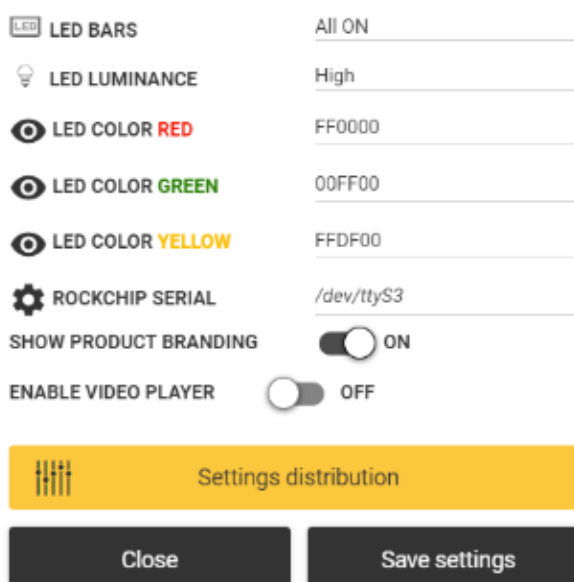 LED LED BARS All ON
LED LUMINANCE High
LED COLOR RED FF0000
LED COLOR GREEN 00FF00
LED COLOR YELLOW FFDF00
ROCKCHIP SERIAL /dev/ttyS3
SHOW PRODUCT BRANDING ON
ENABLE VIDEO PLAYER OFF
Settings distribution
Close Save settings